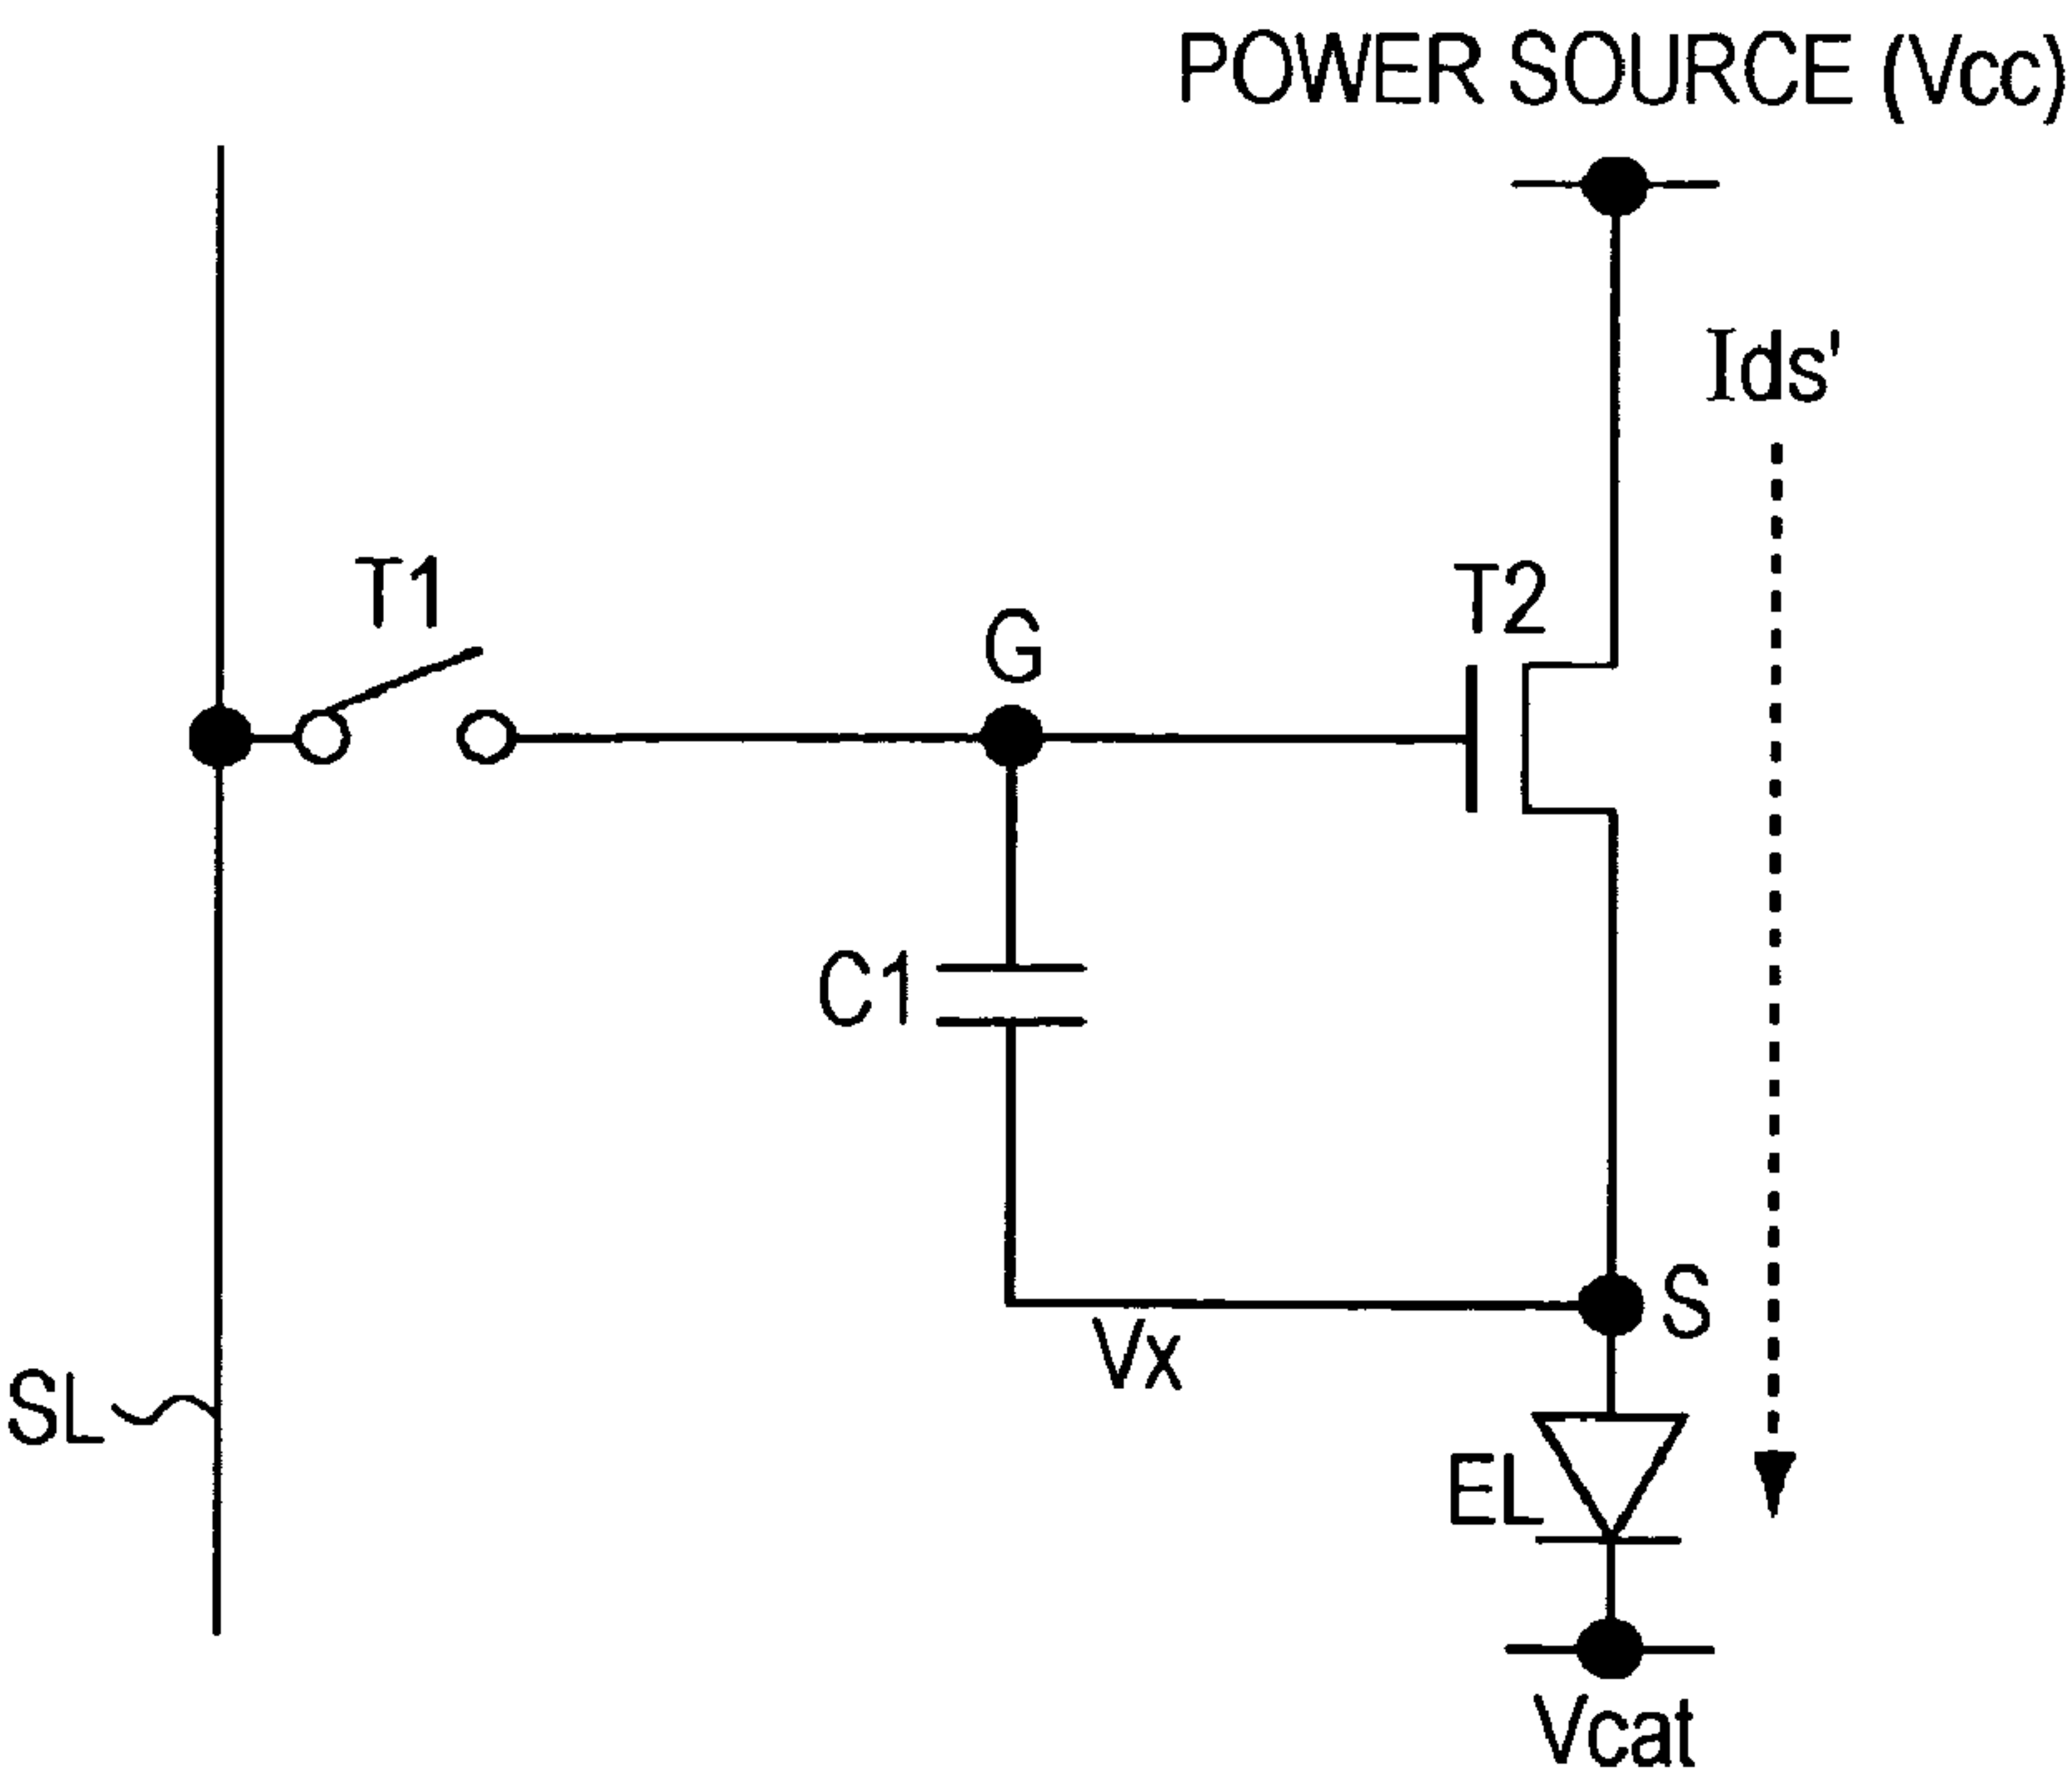 POWER SOURCE (Vcc)
Ids'
T1
G
T2
C1
S
Vx
SL
EL
Vcat